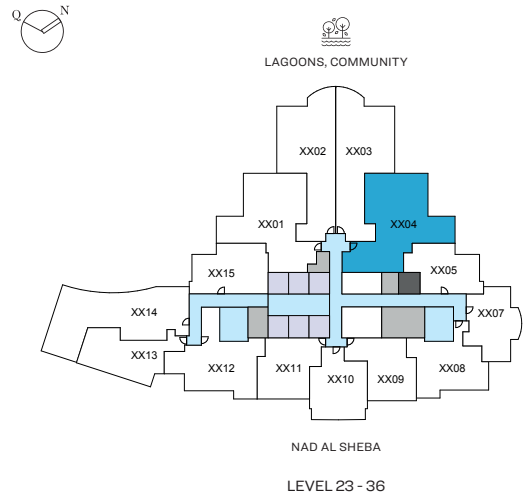 Q N
LAGOONS, COMMUNITY
XX02 XX03
XX01 XX04
XX15 XX05
XX14 XX07
XX13
XX12 XX11 XX10 XX09 XX08
NAD AL SHEBA
LEVEL 23 - 36